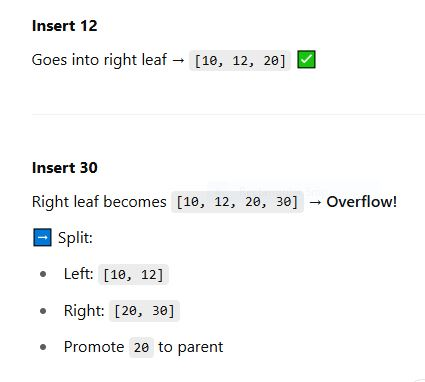 Insert 12
Goes into right leaf → [10, 12, 20] ✅
Insert 30
Right leaf becomes [10, 12, 20, 30] → Overflow!
➡️ Split:
• Left: [10, 12]
• Right: [20, 30]
• Promote 20 to parent